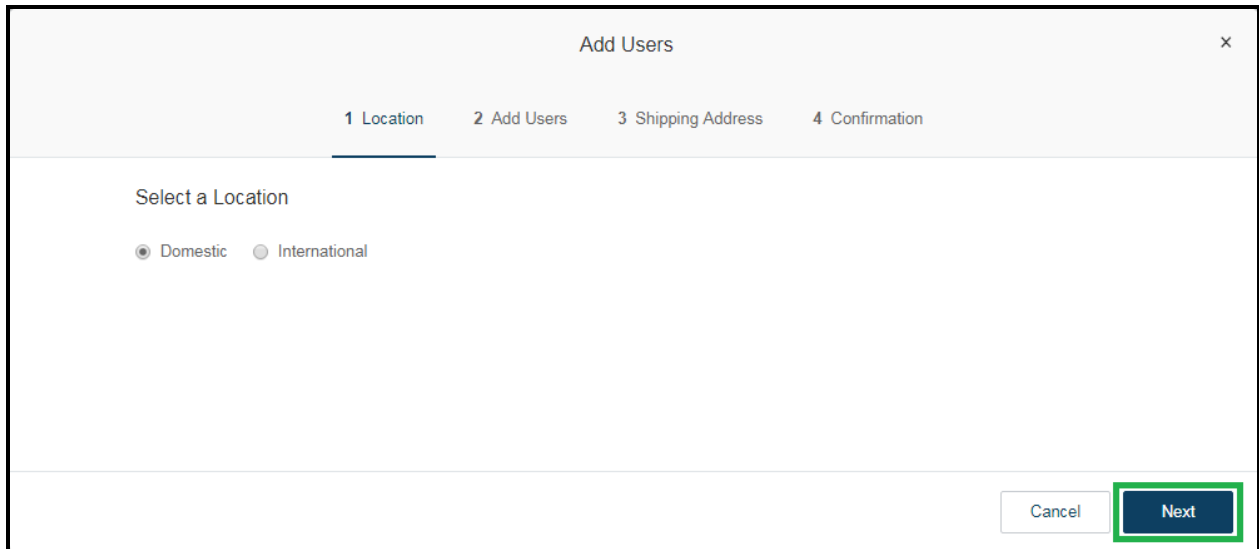 Add Users ×
1 Location 2 Add Users 3 Shipping Address 4 Confirmation
Select a Location
Domestic International
Cancel Next